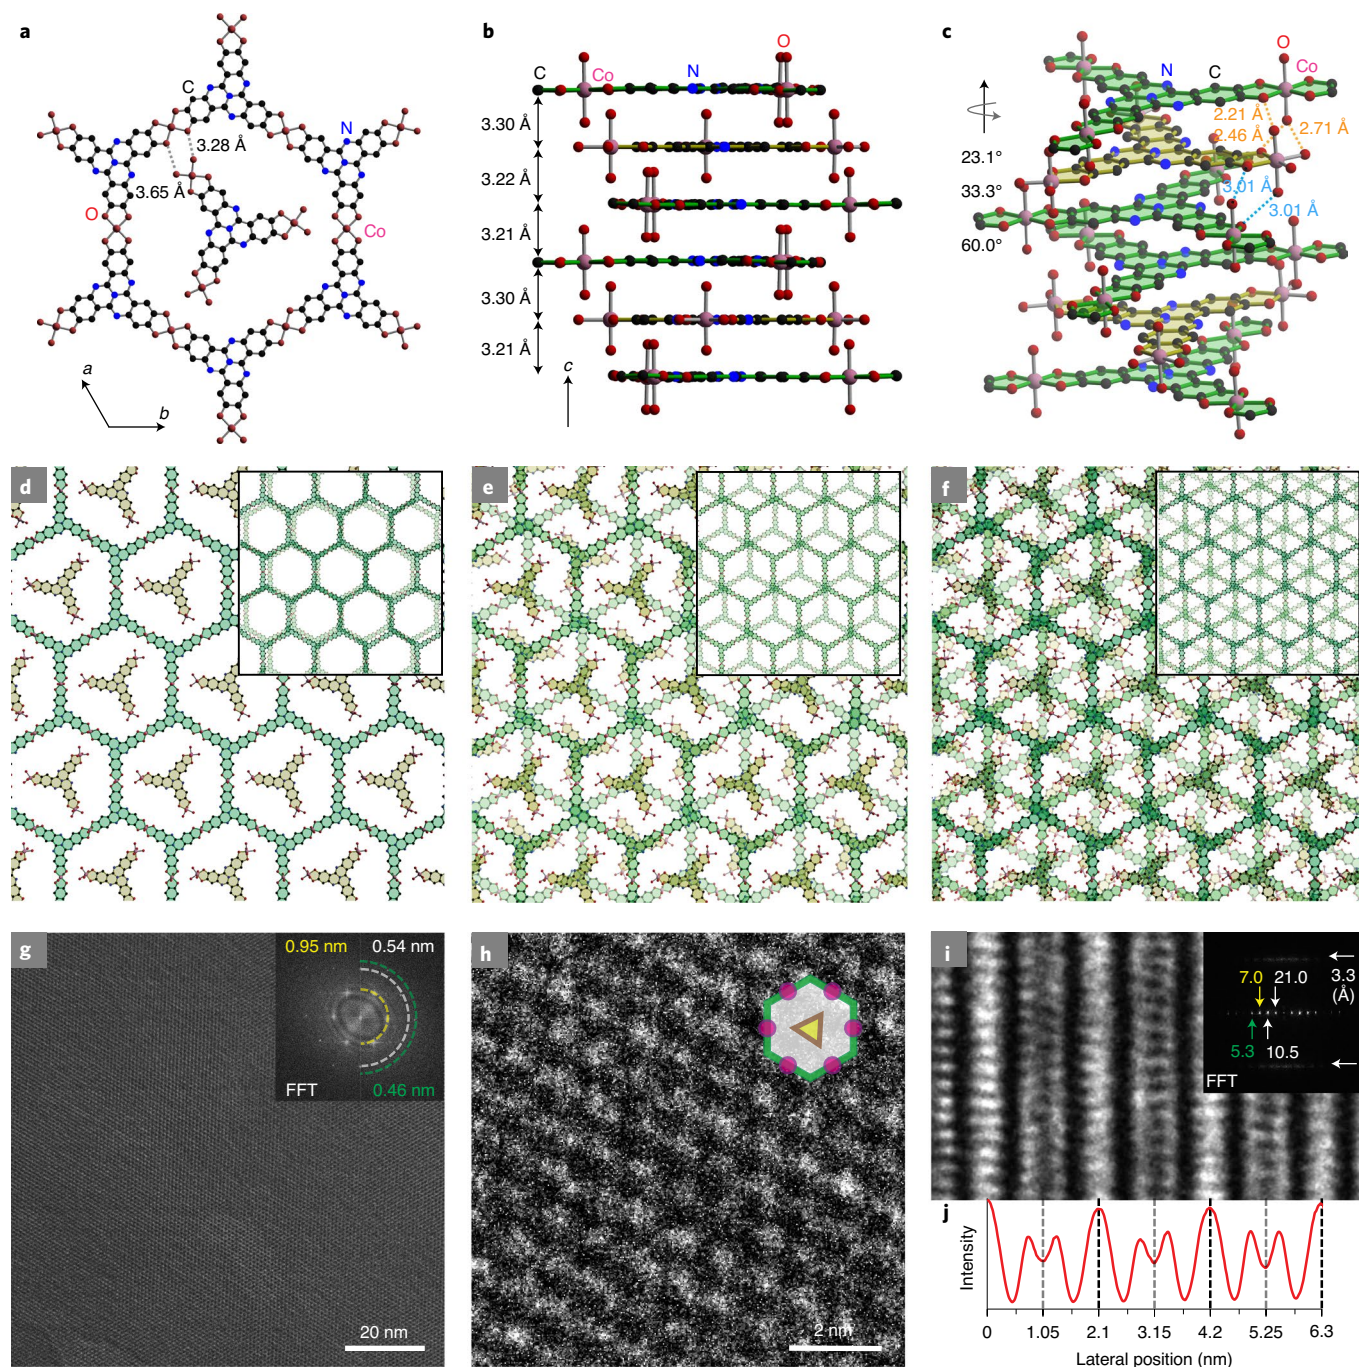 a
C
N
3.28 Å
3.65 Å
O
Co
a
b
b
O
C
Co
N
3.30 Å
3.22 Å
3.21 Å
3.30 Å
3.21 Å
c
c
O
N
C
Co
2.21 Å
2.46 Å
2.71 Å
23.1°
33.3°
3.01 Å
3.01 Å
60.0°
d
e
f
g
0.95 nm
0.54 nm
FFT
0.46 nm
20 nm
h
2 nm
i
7.0
21.0
3.3
(Å)
5.3
10.5
FFT
j
Intensity
0 1.05 2.1 3.15 4.2 5.25 6.3
Lateral position (nm)